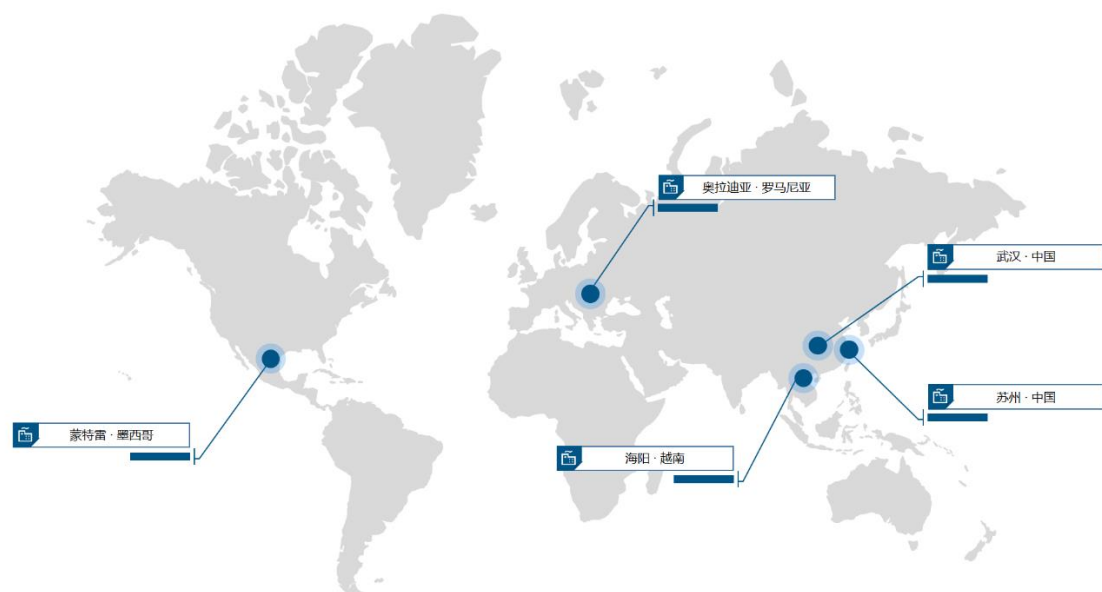 奥拉迪亚 · 罗马尼亚
武汉 · 中国
苏州 · 中国
蒙特雷 · 墨西哥
海阳 · 越南